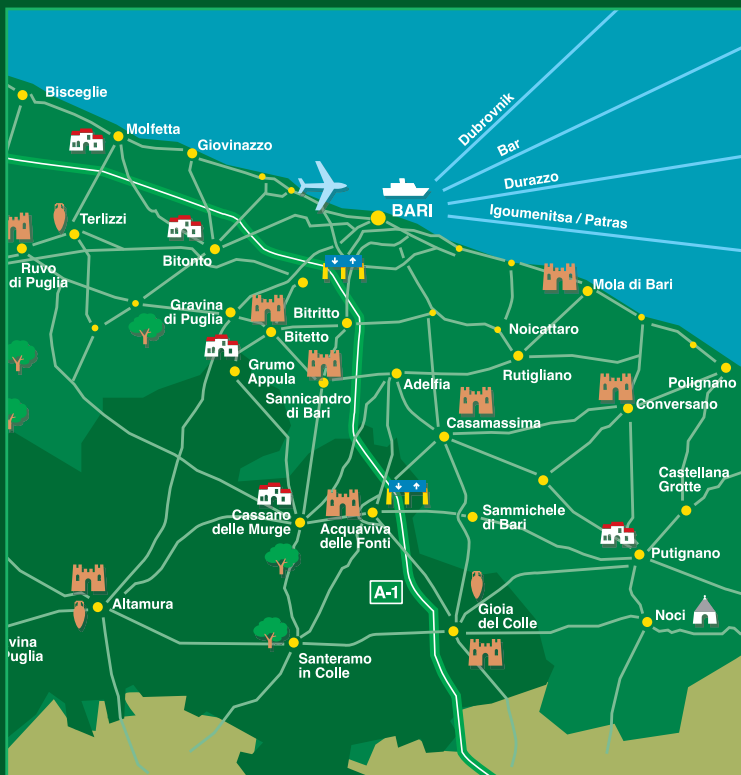 Bisceglie
Molfetta
Giovinazzo
Dubrovnik
Bar
Durazzo
Igoumenitsa / Patras
BARI
Terlizzi
Bitonto
Ruvo
di Puglia
Mola di Bari
Gravina
di Puglia
Bitritto
Bitetto
Noicattaro
Grumo
Appula
Sannicandro
di Bari
Adelfia
Rutigliano
Polignano
Conversano
Casamassima
Castellana
Grotte
Cassano
delle Murge
Acquaviva
delle Fonti
Sammichele
di Bari
Putignano
A-1
Altamura
Gioia
del Colle
Noci
vina
Puglia
Santeramo
in Colle